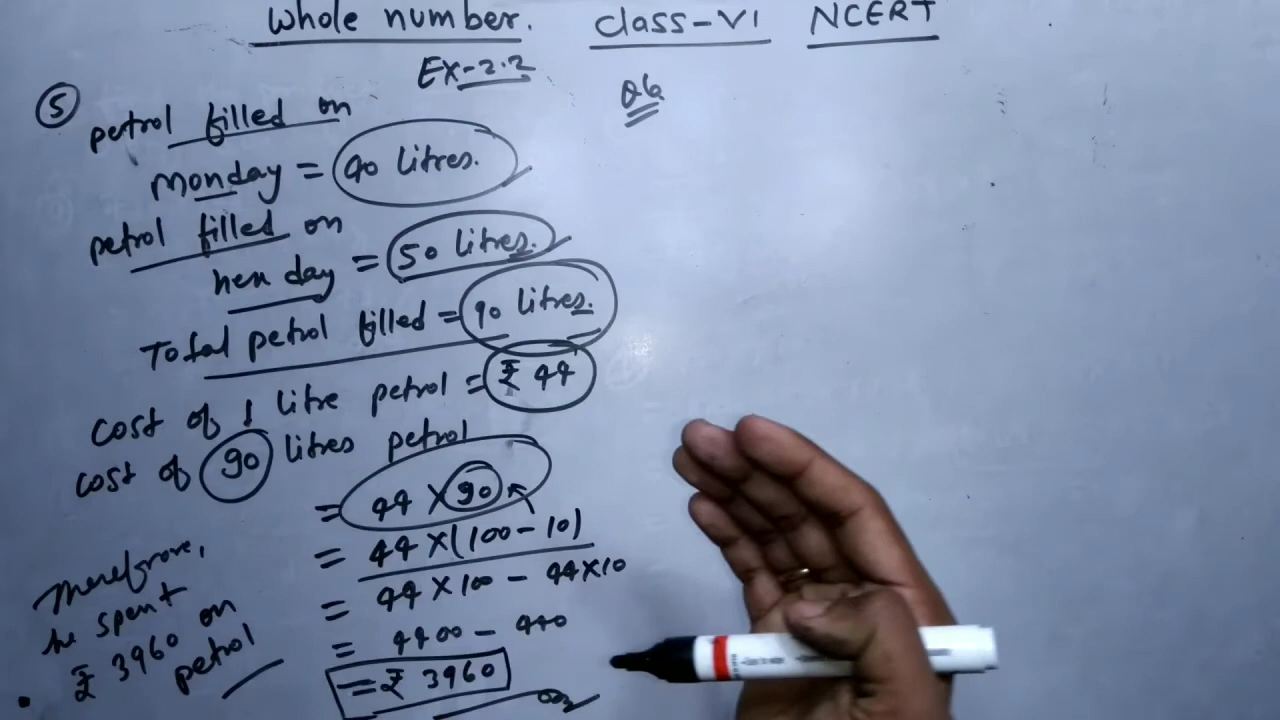 Whole number. Class-VI NCERT
Ex-2.2
Q6
5 petrol filled on
monday = 40 litres.
petrol filled on
nex day = 50 litres.
Total petrol filled = 90 litres.
cost of 1 litre petrol = ₹ 44
cost of 90 litres petrol
= 44 × 90
= 44 × (100 - 10)
= 44 × 100 - 44 × 10
= 4400 - 440
= ₹ 3960
Therefore,
he spent
₹ 3960 on
petrol